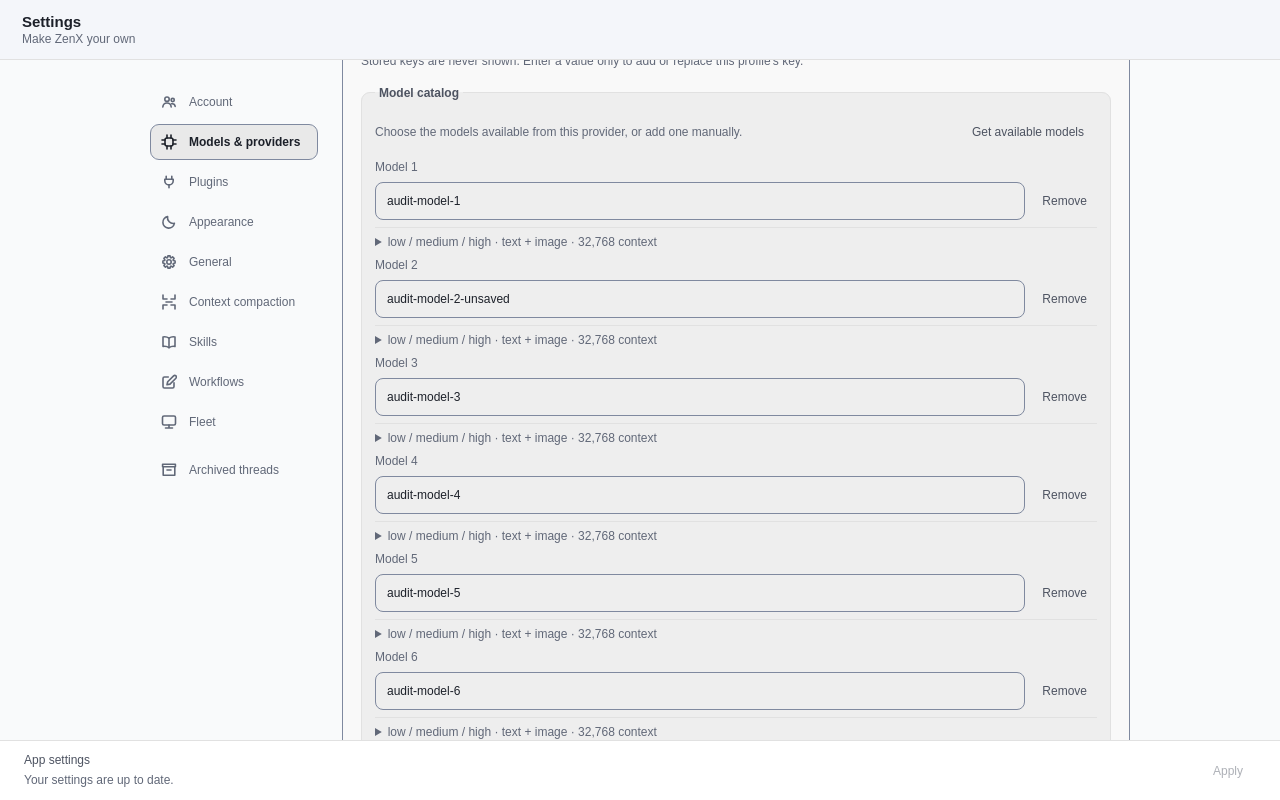 Settings
Make ZenX your own
Stored keys are never shown. Enter a value only to add or replace this profile's key.
Account
Models & providers
Plugins
Appearance
General
Context compaction
Skills
Workflows
Fleet
Archived threads
Model catalog
Choose the models available from this provider, or add one manually.
Get available models
Model 1
audit-model-1
Remove
low / medium / high · text + image · 32,768 context
Model 2
audit-model-2-unsaved
Remove
low / medium / high · text + image · 32,768 context
Model 3
audit-model-3
Remove
low / medium / high · text + image · 32,768 context
Model 4
audit-model-4
Remove
low / medium / high · text + image · 32,768 context
Model 5
audit-model-5
Remove
low / medium / high · text + image · 32,768 context
Model 6
audit-model-6
Remove
low / medium / high · text + image · 32,768 context
App settings
Your settings are up to date.
Apply